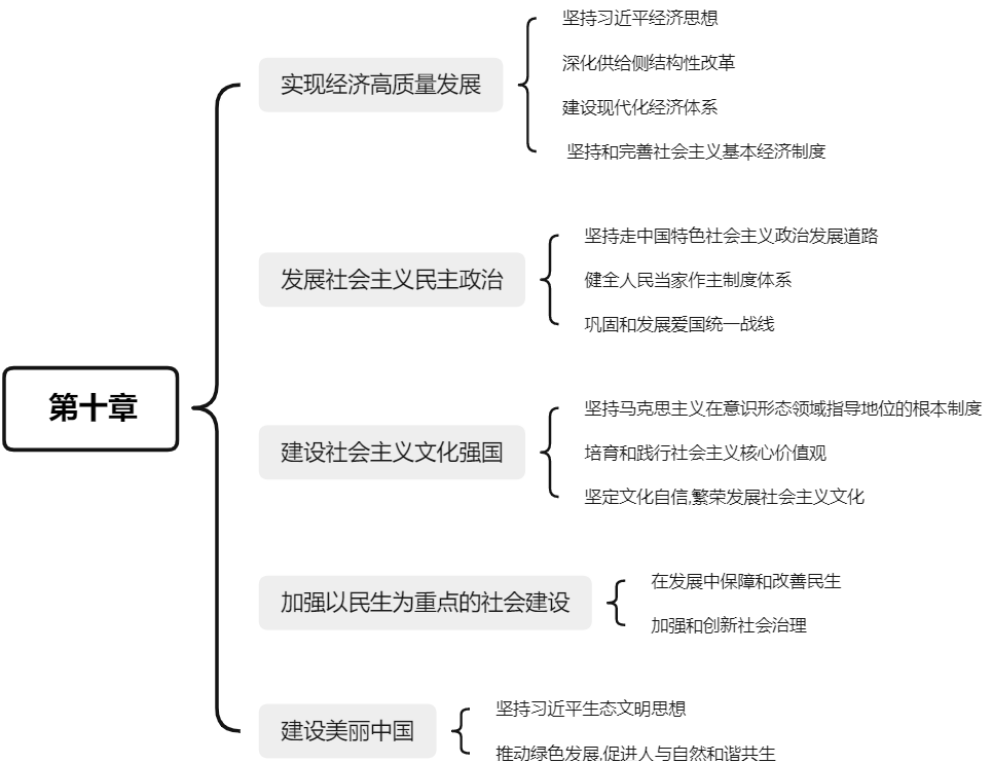 第十章
实现经济高质量发展
坚持习近平经济思想
深化供给侧结构性改革
建设现代化经济体系
坚持和完善社会主义基本经济制度
发展社会主义民主政治
坚持走中国特色社会主义政治发展道路
健全人民当家作主制度体系
巩固和发展爱国统一战线
建设社会主义文化强国
坚持马克思主义在意识形态领域指导地位的根本制度
培育和践行社会主义核心价值观
坚定文化自信,繁荣发展社会主义文化
加强以民生为重点的社会建设
在发展中保障和改善民生
加强和创新社会治理
建设美丽中国
坚持习近平生态文明思想
推动绿色发展,促进人与自然和谐共生